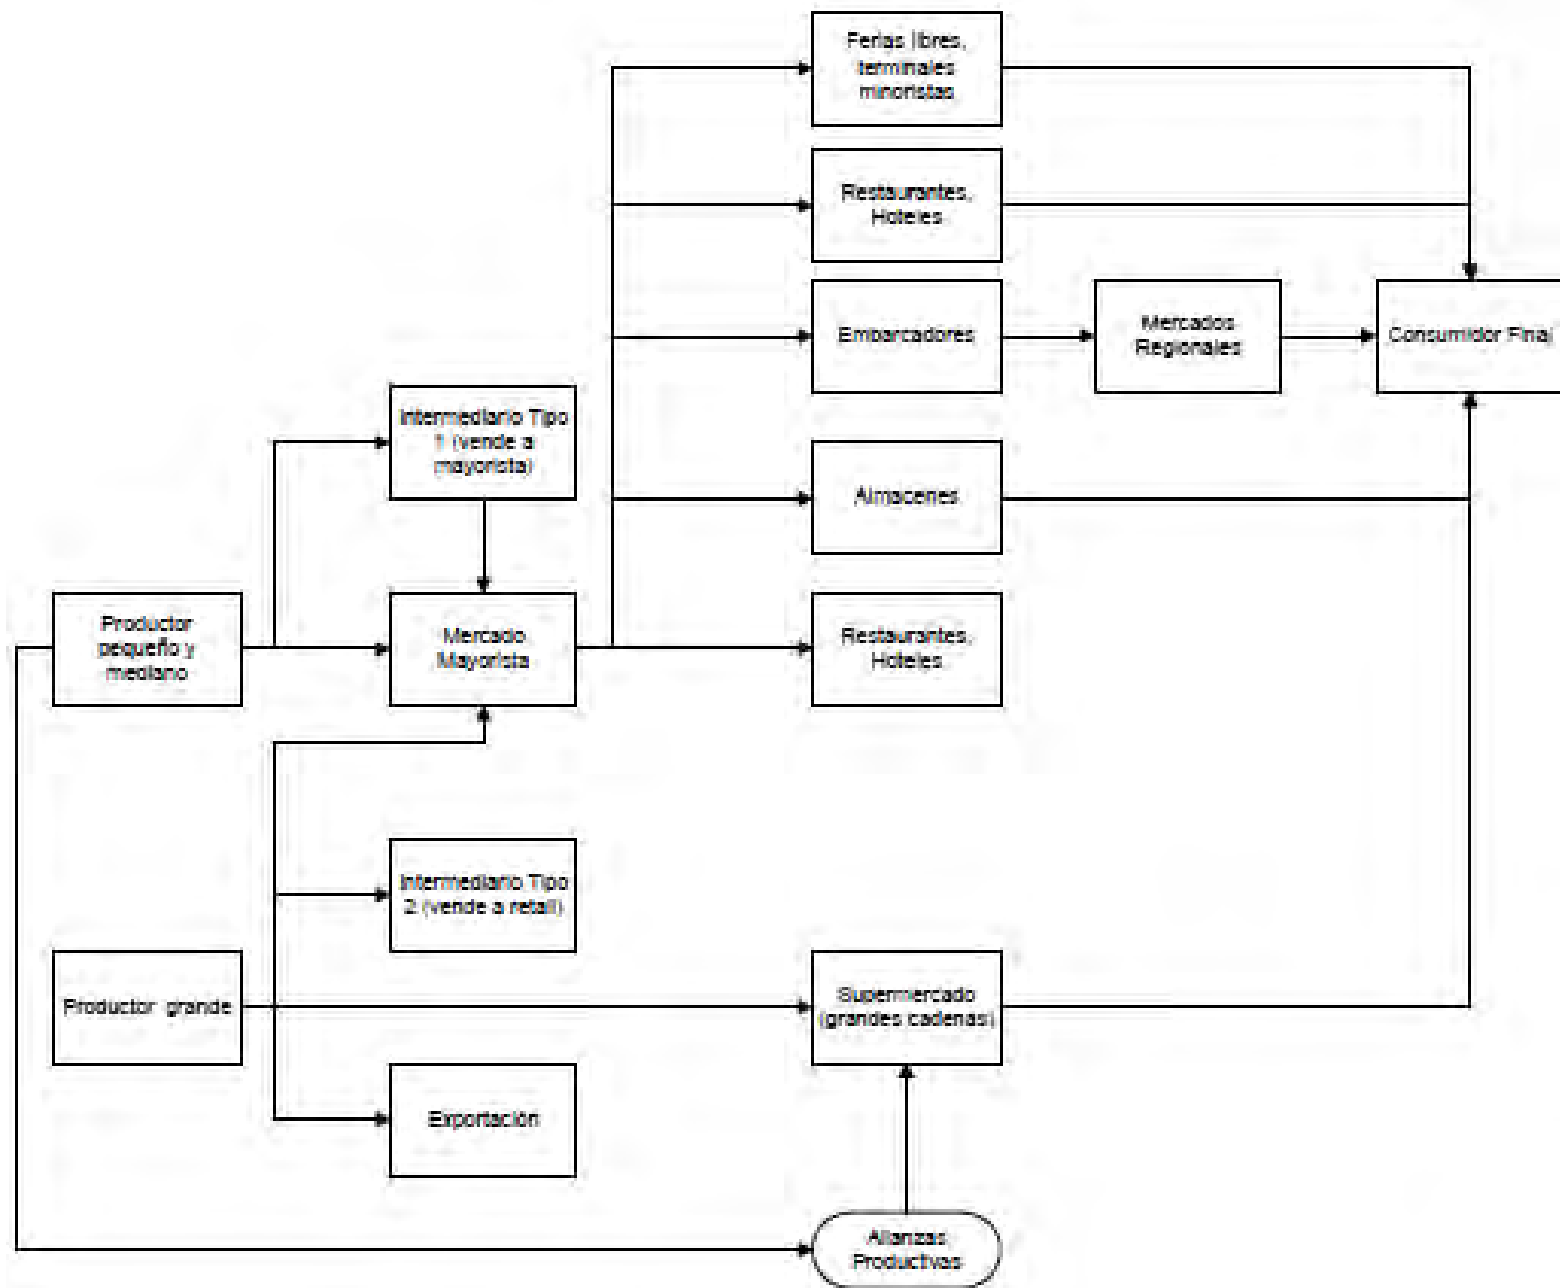 Ferias libres,
terminales
minoristas
Restaurantes,
Hoteles
Embarcadores
Mercados
Regionales
Consumidor Final
Intermediario Tipo
1 (vende a
mayorista)
Almacenes
Productor
pequeño y
mediano
Mercado
Mayorista
Restaurantes,
Hoteles
Intermediario Tipo
2 (vende a retail)
Productor grande
Supermercado
(grandes cadenas)
Exportación
Alianzas
Productivas